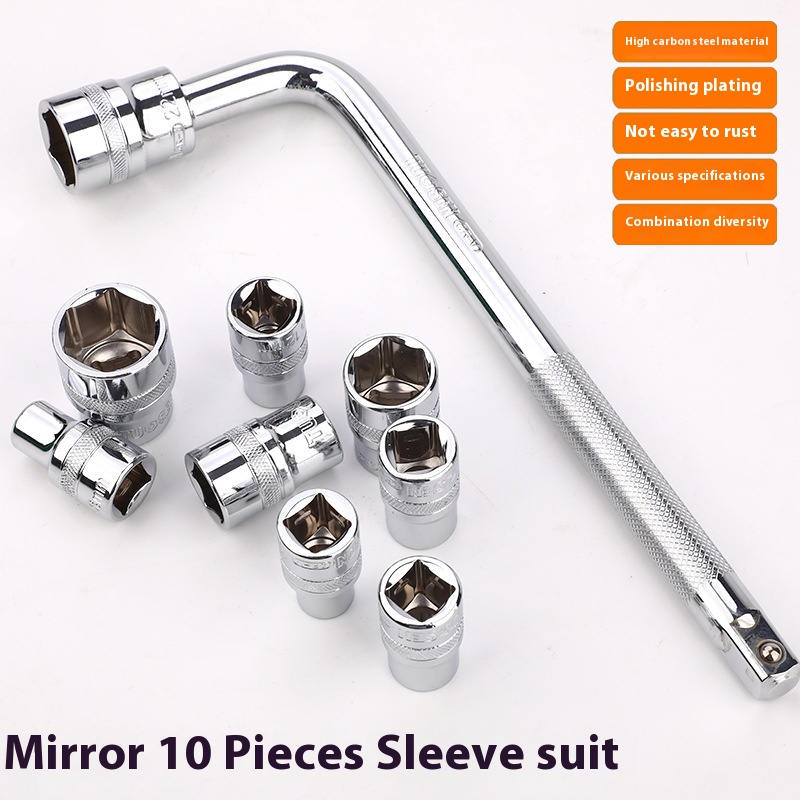 High carbon steel material
Polishing plating
Not easy to rust
Various specifications
Combination diversity
22
Mirror 10 Pieces Sleeve suit